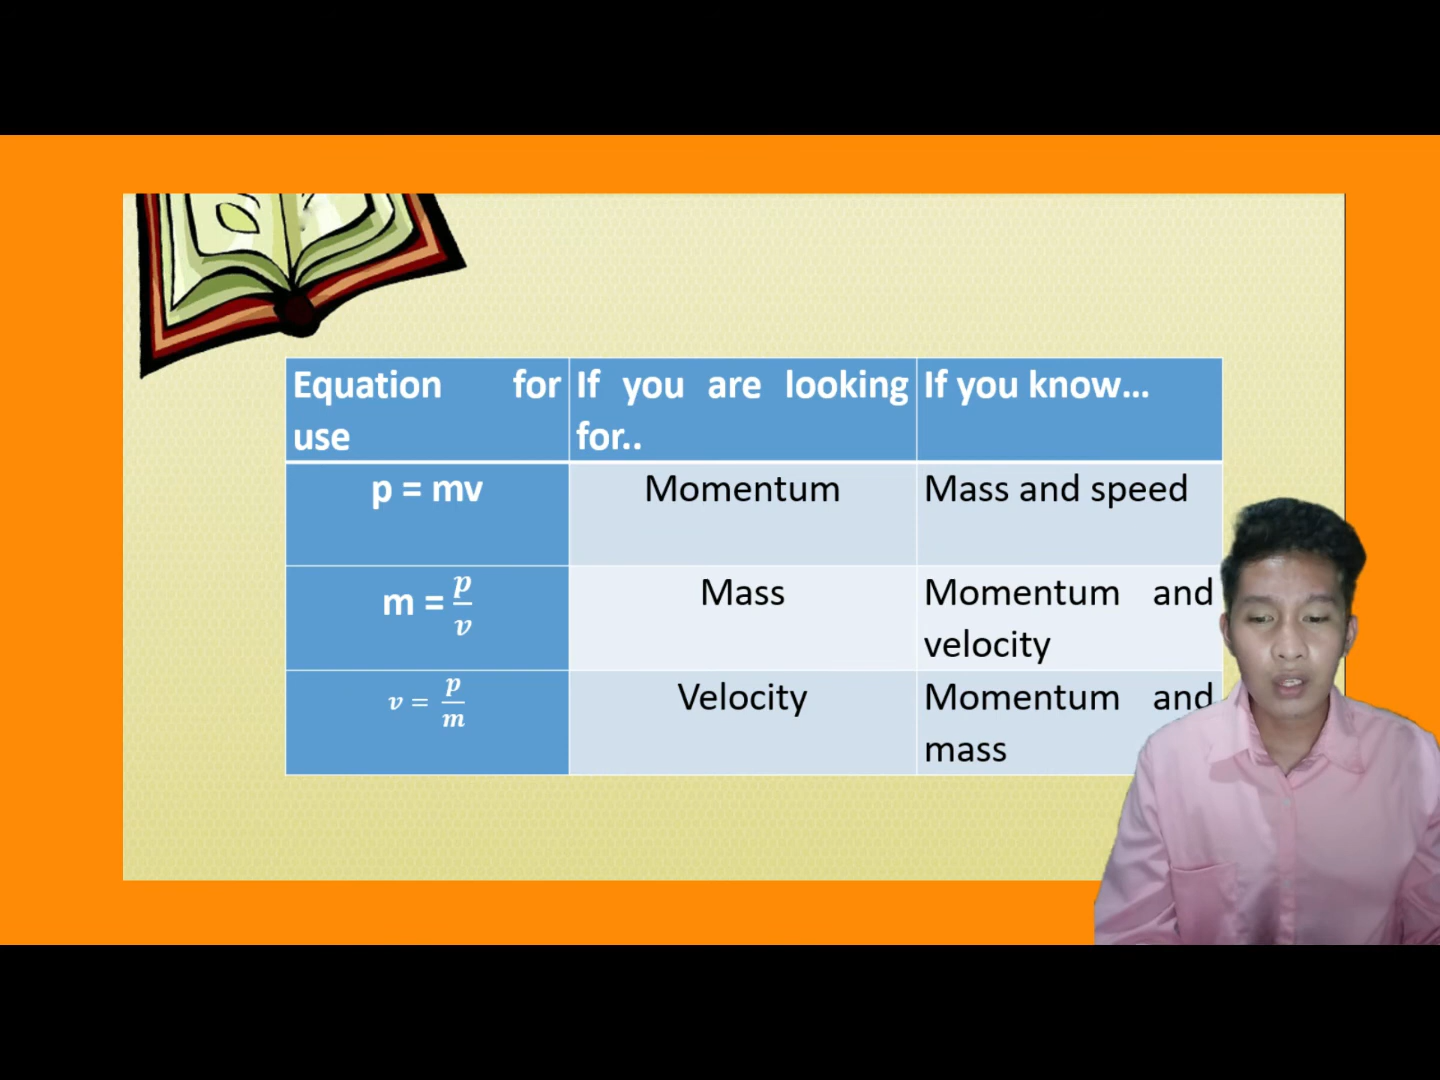 Equation for use
If you are looking for..
If you know...
p = mv
Momentum
Mass and speed
m = p/v
Mass
Momentum and velocity
v = p/m
Velocity
Momentum and mass